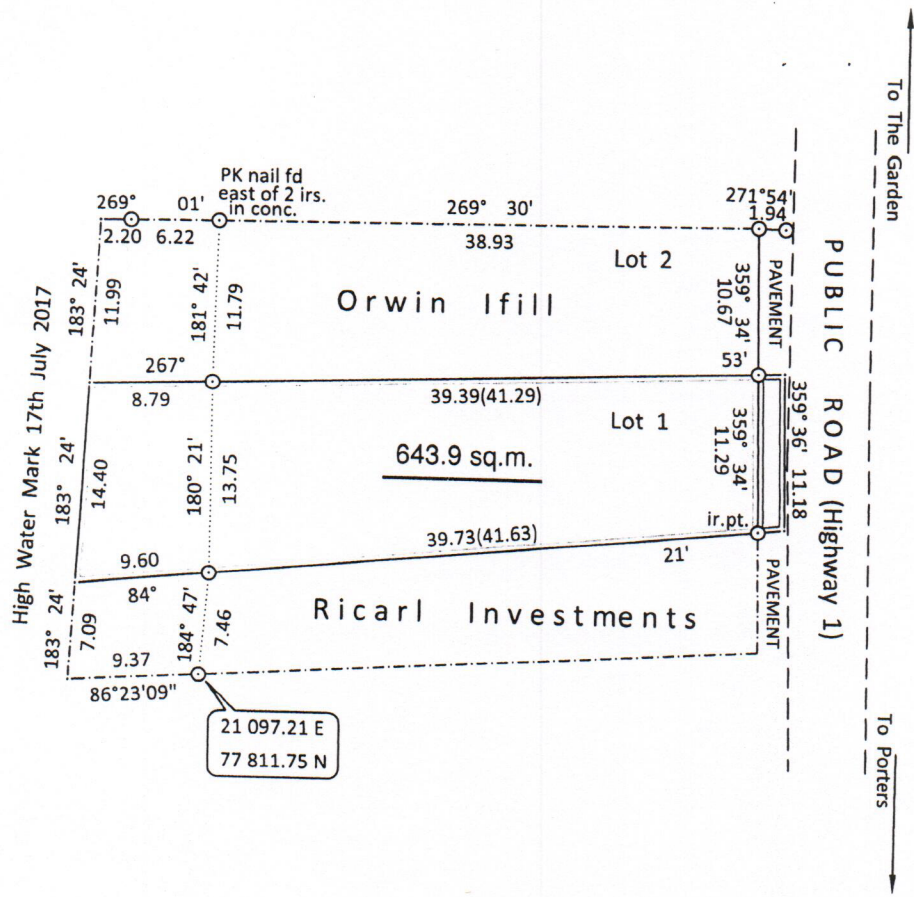 To The Garden
PUBLIC ROAD (Highway 1)
To Porters
PK nail fd
east of 2 irs.
in conc.
269° 01'
2.20 6.22
269° 30'
38.93
271°54'
1.94
Lot 2
PAVEMENT
359° 34'
10.67
183° 24'
11.99
181° 42'
11.79
Orwin Ifill
High Water Mark 17th July 2017
267° 53'
8.79
39.39(41.29)
Lot 1
359° 34'
11.29
359° 36' 11.18
183° 24'
14.40
180° 21'
13.75
643.9 sq.m.
ir.pt.
39.73(41.63)
9.60
84° 21'
PAVEMENT
183° 24'
7.09
184° 47'
7.46
Ricarl Investments
9.37
86°23'09"
21 097.21 E
77 811.75 N